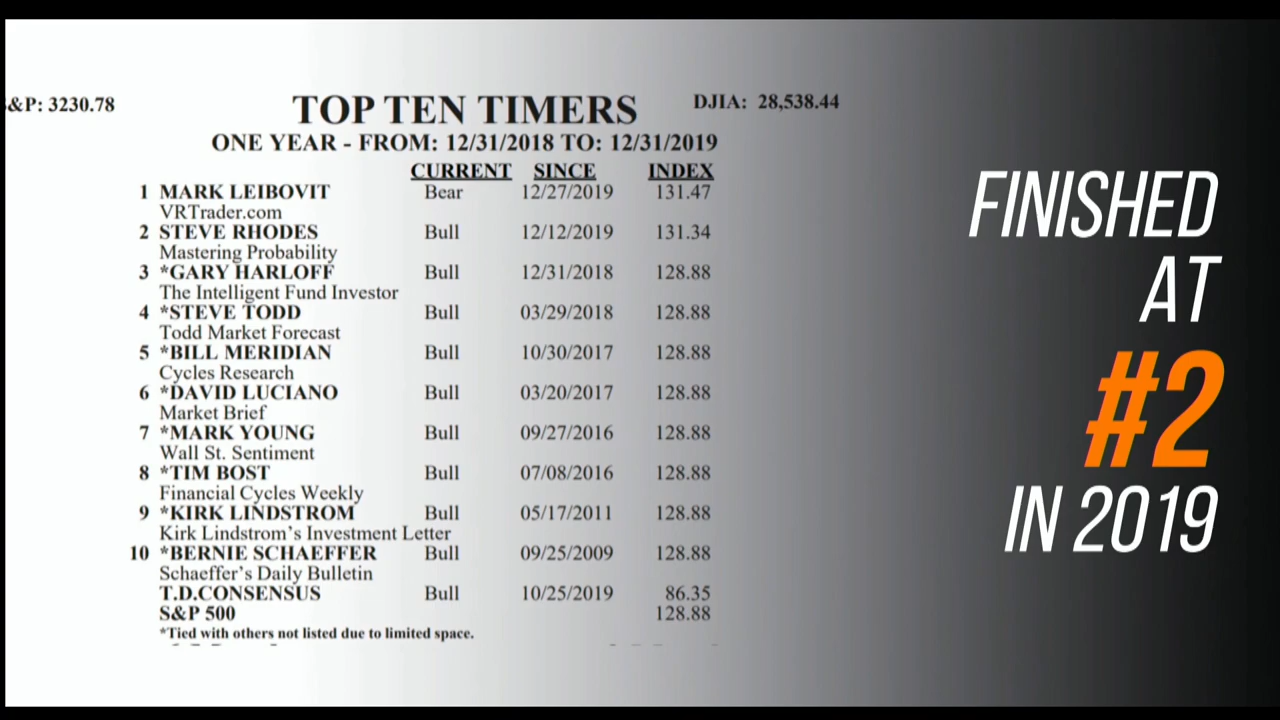 &P: 3230.78
TOP TEN TIMERS
DJIA: 28,538.44
ONE YEAR - FROM: 12/31/2018 TO: 12/31/2019
CURRENT SINCE INDEX
1 MARK LEIBOVIT Bear 12/27/2019 131.47
VRTrader.com
2 STEVE RHODES Bull 12/12/2019 131.34
Mastering Probability
3 *GARY HARLOFF Bull 12/31/2018 128.88
The Intelligent Fund Investor
4 *STEVE TODD Bull 03/29/2018 128.88
Todd Market Forecast
5 *BILL MERIDIAN Bull 10/30/2017 128.88
Cycles Research
6 *DAVID LUCIANO Bull 03/20/2017 128.88
Market Brief
7 *MARK YOUNG Bull 09/27/2016 128.88
Wall St. Sentiment
8 *TIM BOST Bull 07/08/2016 128.88
Financial Cycles Weekly
9 *KIRK LINDSTROM Bull 05/17/2011 128.88
Kirk Lindstrom's Investment Letter
10 *BERNIE SCHAEFFER Bull 09/25/2009 128.88
Schaeffer's Daily Bulletin
T.D.CONSENSUS Bull 10/25/2019 86.35
S&P 500 128.88
*Tied with others not listed due to limited space.
FINISHED
AT
#2
IN 2019